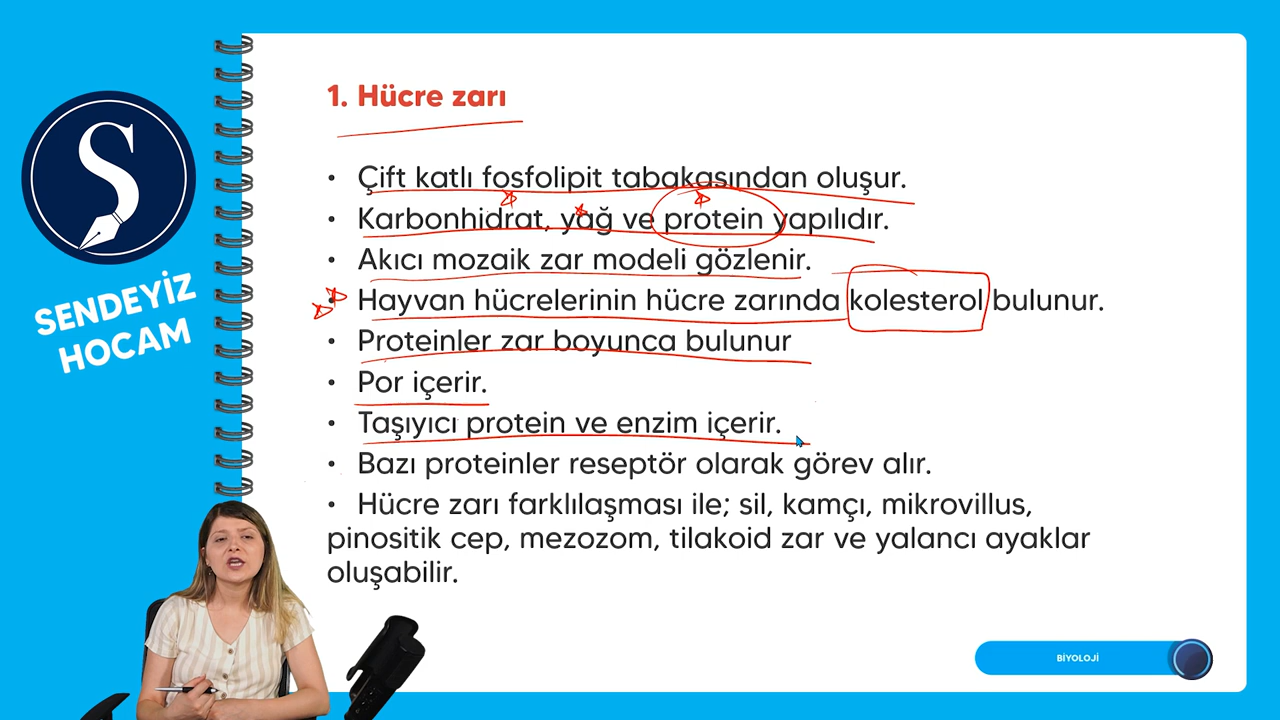 S
SENDEYİZ
HOCAM
1. Hücre zarı
• Çift katlı fosfolipit tabakasından oluşur.
• Karbonhidrat, yağ ve protein yapılıdır.
• Akıcı mozaik zar modeli gözlenir.
• Hayvan hücrelerinin hücre zarında kolesterol bulunur.
• Proteinler zar boyunca bulunur
• Por içerir.
• Taşıyıcı protein ve enzim içerir.
• Bazı proteinler reseptör olarak görev alır.
• Hücre zarı farklılaşması ile; sil, kamçı, mikrovillus,
pinositik cep, mezozom, tilakoid zar ve yalancı ayaklar
oluşabilir.
BİYOLOJİ